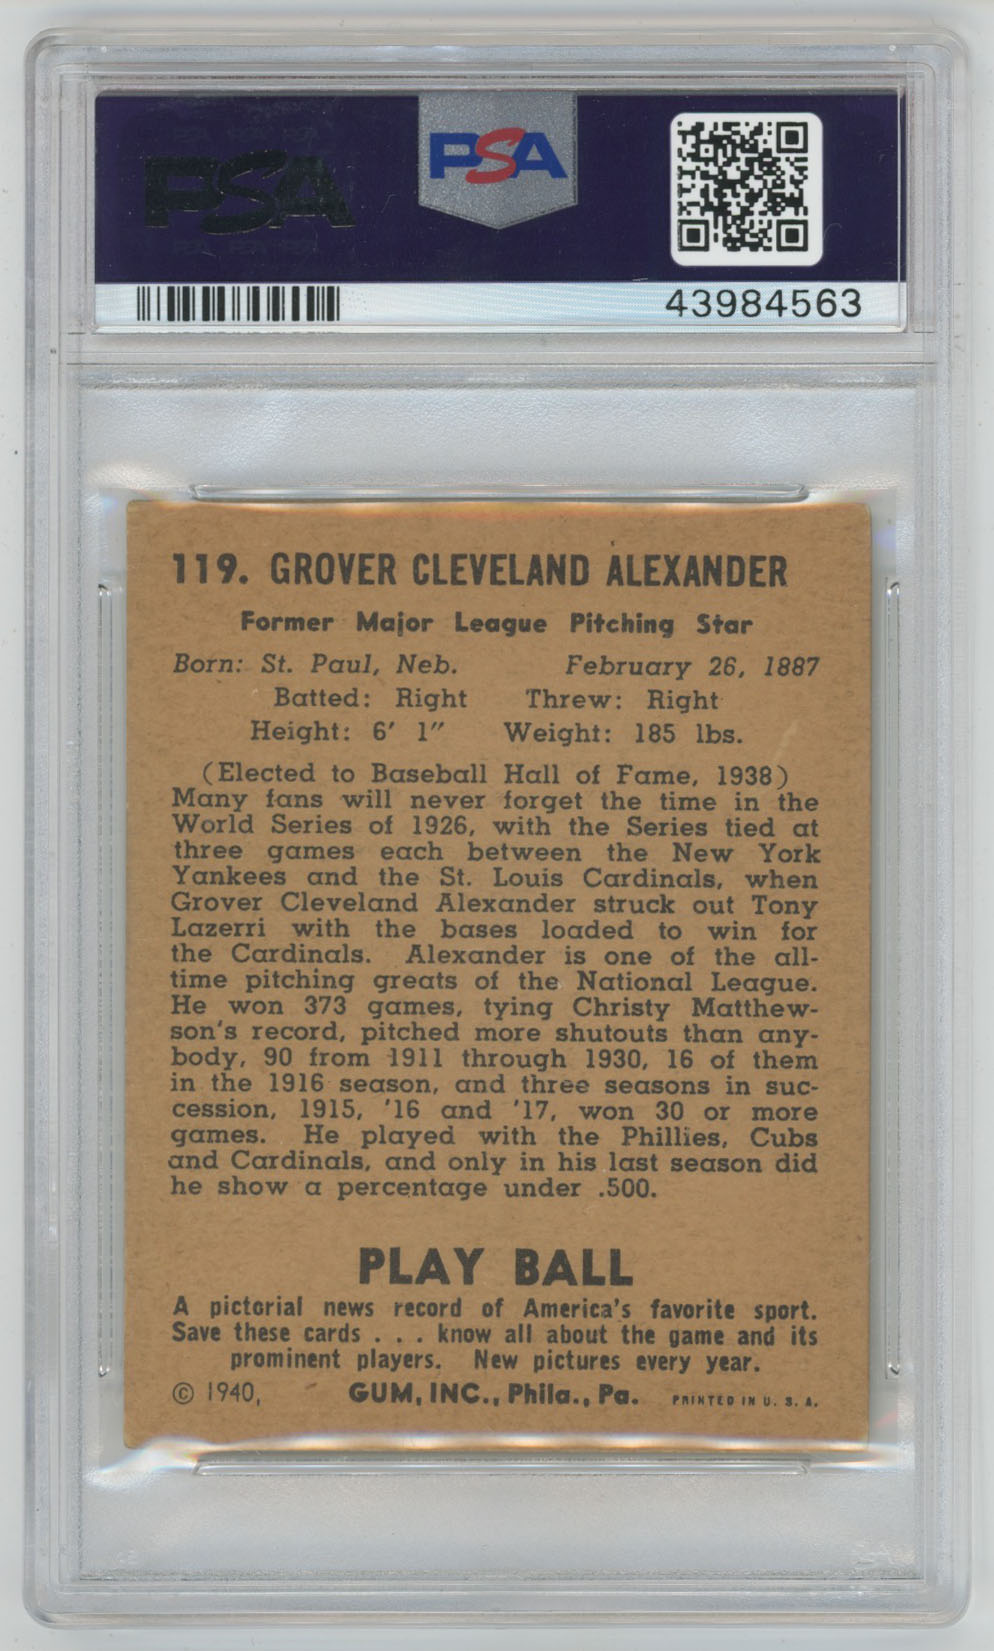 PSA
PSA
43984563
119. GROVER CLEVELAND ALEXANDER
Former Major League Pitching Star
Born: St. Paul, Neb. February 26, 1887
Batted: Right Threw: Right
Height: 6' 1" Weight: 185 lbs.
(Elected to Baseball Hall of Fame, 1938)
Many fans will never forget the time in the
World Series of 1926, with the Series tied at
three games each between the New York
Yankees and the St. Louis Cardinals, when
Grover Cleveland Alexander struck out Tony
Lazerri with the bases loaded to win for
the Cardinals. Alexander is one of the all-
time pitching greats of the National League.
He won 373 games, tying Christy Matthew-
son's record, pitched more shutouts than any-
body, 90 from 1911 through 1930, 16 of them
in the 1916 season, and three seasons in suc-
cession, 1915, '16 and '17, won 30 or more
games. He played with the Phillies, Cubs
and Cardinals, and only in his last season did
he show a percentage under .500.
PLAY BALL
A pictorial news record of America's favorite sport.
Save these cards . . . know all about the game and its
prominent players. New pictures every year.
© 1940, GUM, INC., Phila., Pa. PRINTED IN U. S. A.